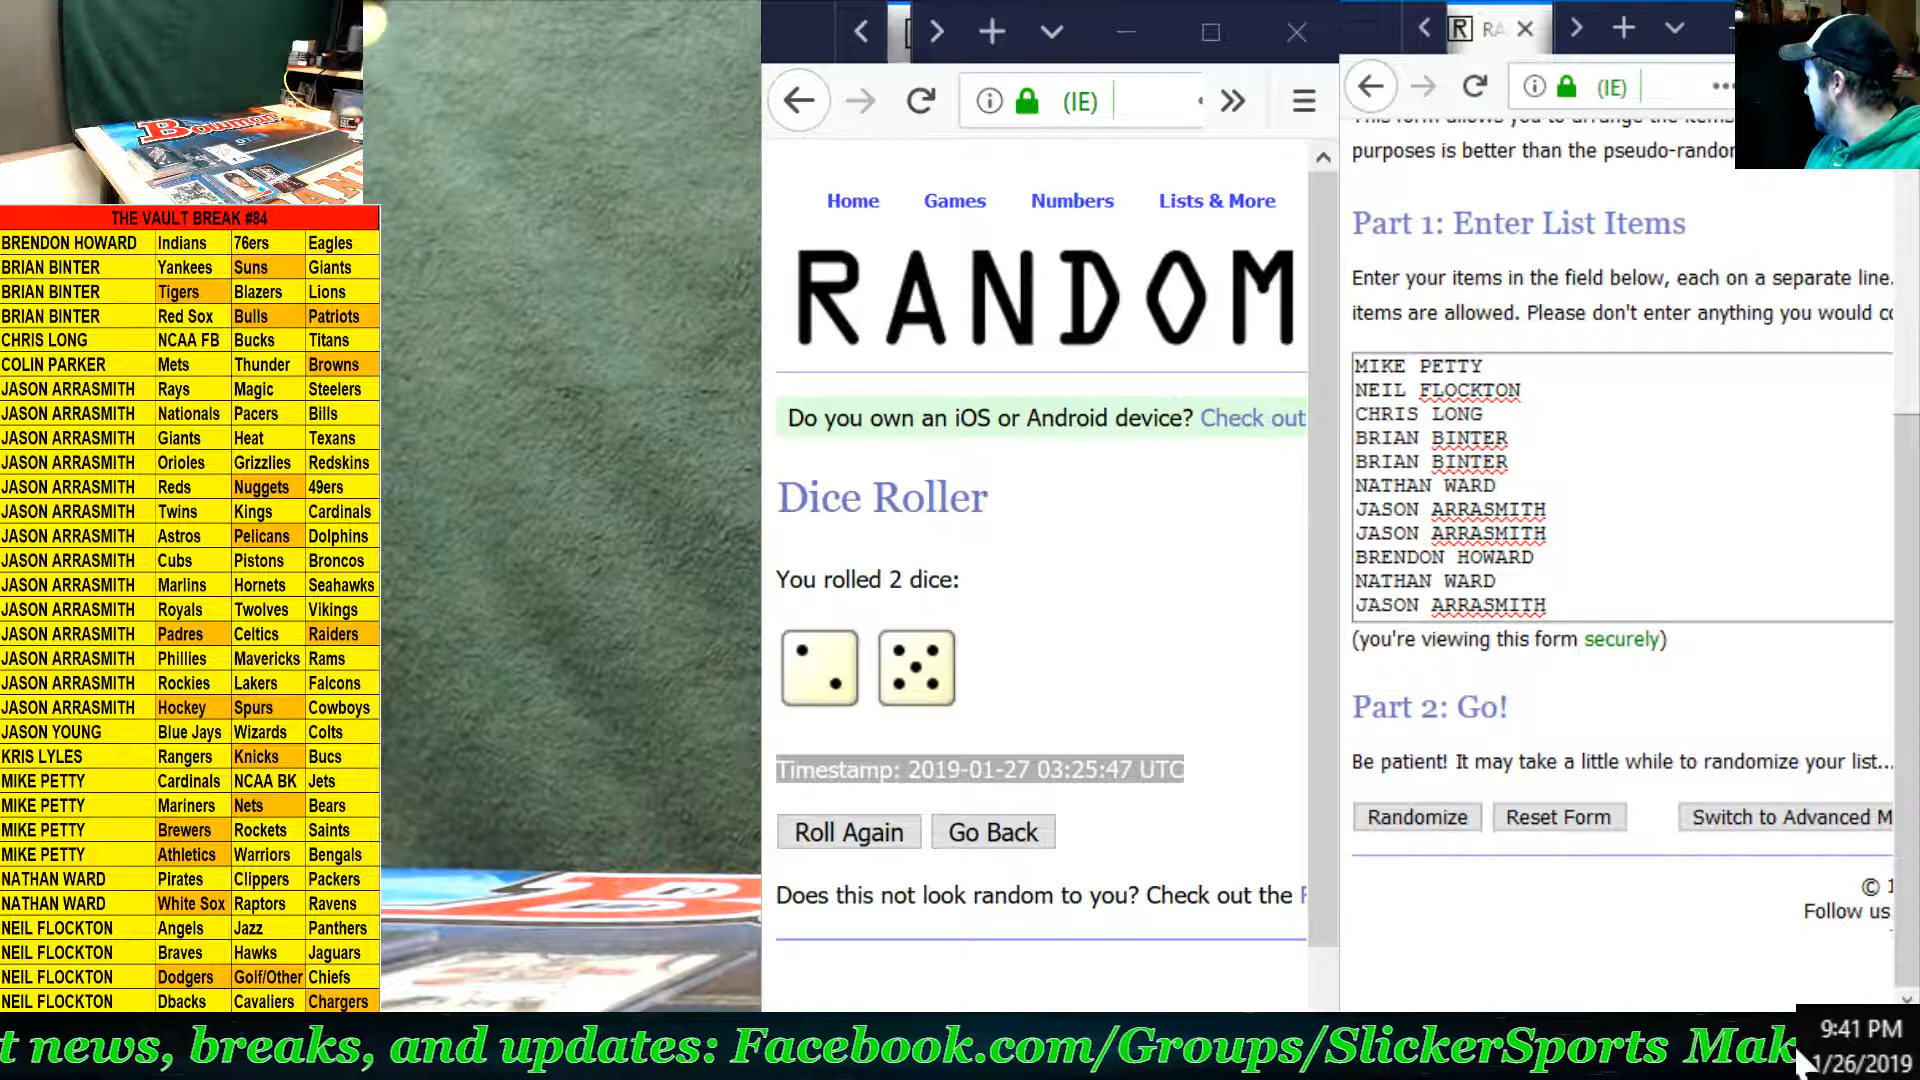 Bowman
THE VAULT BREAK #84
BRENDON HOWARD Indians 76ers Eagles
BRIAN BINTER Yankees Suns Giants
BRIAN BINTER Tigers Blazers Lions
BRIAN BINTER Red Sox Bulls Patriots
CHRIS LONG NCAA FB Bucks Titans
COLIN PARKER Mets Thunder Browns
JASON ARRASMITH Rays Magic Steelers
JASON ARRASMITH Nationals Pacers Bills
JASON ARRASMITH Giants Heat Texans
JASON ARRASMITH Orioles Grizzlies Redskins
JASON ARRASMITH Reds Nuggets 49ers
JASON ARRASMITH Twins Kings Cardinals
JASON ARRASMITH Astros Pelicans Dolphins
JASON ARRASMITH Cubs Pistons Broncos
JASON ARRASMITH Marlins Hornets Seahawks
JASON ARRASMITH Royals Twolves Vikings
JASON ARRASMITH Padres Celtics Raiders
JASON ARRASMITH Phillies Mavericks Rams
JASON ARRASMITH Rockies Lakers Falcons
JASON ARRASMITH Hockey Spurs Cowboys
JASON YOUNG Blue Jays Wizards Colts
KRIS LYLES Rangers Knicks Bucs
MIKE PETTY Cardinals NCAA BK Jets
MIKE PETTY Mariners Nets Bears
MIKE PETTY Brewers Rockets Saints
MIKE PETTY Athletics Warriors Bengals
NATHAN WARD Pirates Clippers Packers
NATHAN WARD White Sox Raptors Ravens
NEIL FLOCKTON Angels Jazz Panthers
NEIL FLOCKTON Braves Hawks Jaguars
NEIL FLOCKTON Dodgers Golf/Other Chiefs
NEIL FLOCKTON Dbacks Cavaliers Chargers
(IE)
Home Games Numbers Lists & More
RANDOM
Do you own an iOS or Android device? Check out
Dice Roller
You rolled 2 dice:
Timestamp: 2019-01-27 03:25:47 UTC
Roll Again Go Back
Does this not look random to you? Check out the
R RA
(IE)
This form allows you to arrange the items
purposes is better than the pseudo-random
Part 1: Enter List Items
Enter your items in the field below, each on a separate line.
items are allowed. Please don't enter anything you would
MIKE PETTY
NEIL FLOCKTON
CHRIS LONG
BRIAN BINTER
BRIAN BINTER
NATHAN WARD
JASON ARRASMITH
JASON ARRASMITH
BRENDON HOWARD
NATHAN WARD
JASON ARRASMITH
(you're viewing this form securely)
Part 2: Go!
Be patient! It may take a little while to randomize your list...
Randomize Reset Form Switch to Advanced M
© 1
Follow us
t news, breaks, and updates: Facebook.com/Groups/SlickerSports Mak
9:41 PM
1/26/2019